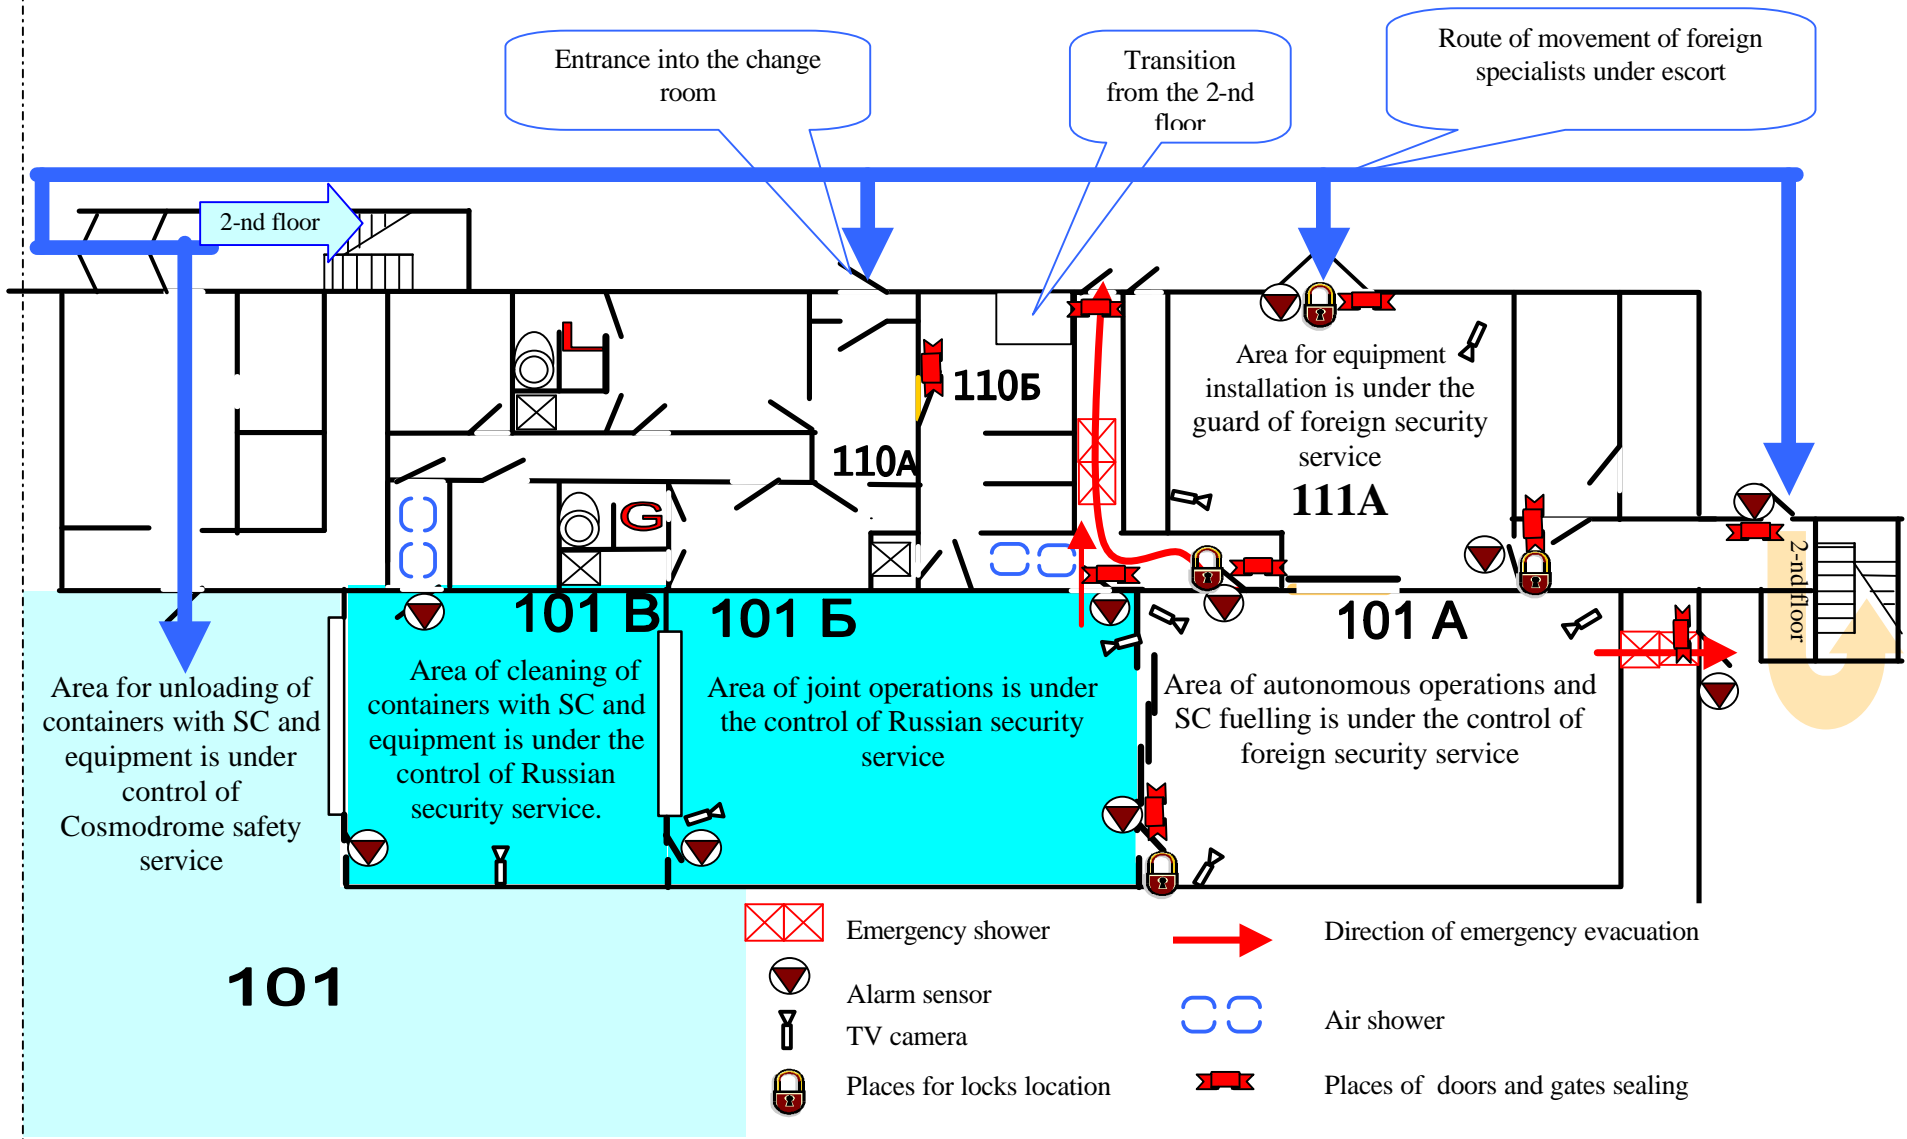 Entrance into the change
room
Transition
from the 2-nd
floor
Route of movement of foreign
specialists under escort
2-nd floor
110Б
110А
Area for equipment
installation is under the
guard of foreign security
service
111A
G
2-nd floor
101 В
101 Б
101 А
Area for unloading of
containers with SC and
equipment is under
control of
Cosmodrome safety
service
Area of cleaning of
containers with SC and
equipment is under the
control of Russian
security service.
Area of joint operations is under
the control of Russian security
service
Area of autonomous operations and
SC fuelling is under the control of
foreign security service
101
Emergency shower
Alarm sensor
TV camera
Places for locks location
Direction of emergency evacuation
Air shower
Places of doors and gates sealing